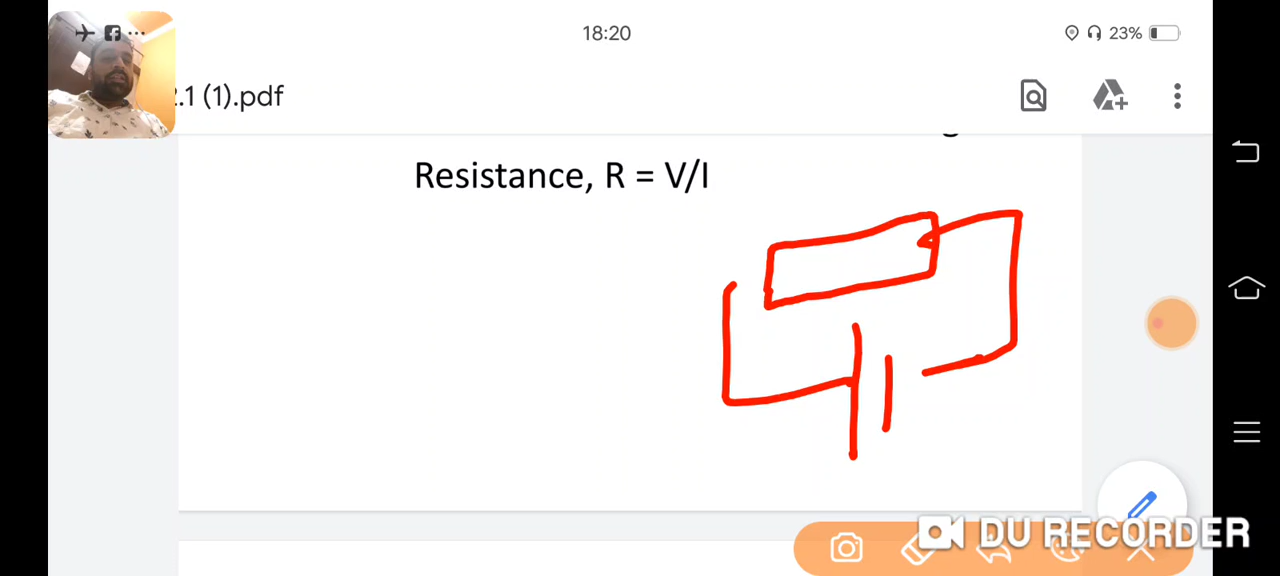 18:20
23%
.1 (1).pdf
Resistance, R = V/I
DU RECORDER